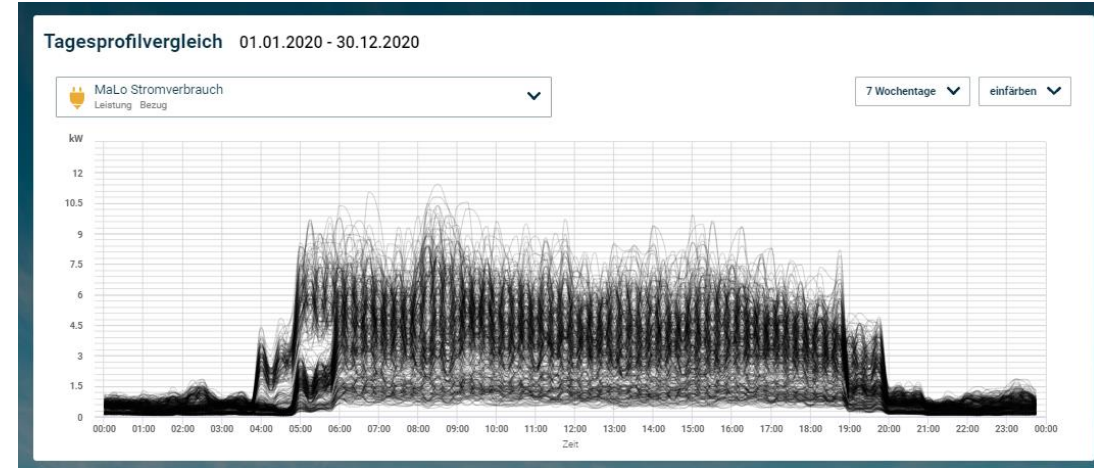 Tagesprofilvergleich 01.01.2020 - 30.12.2020
MaLo Stromverbrauch
Leistung Bezug
7 Wochentage
einfärben
kW
12
10.5
9
7.5
6
4.5
3
1.5
0
00:00 01:00 02:00 03:00 04:00 05:00 06:00 07:00 08:00 09:00 10:00 11:00 12:00 13:00 14:00 15:00 16:00 17:00 18:00 19:00 20:00 21:00 22:00 23:00 00:00
Zeit